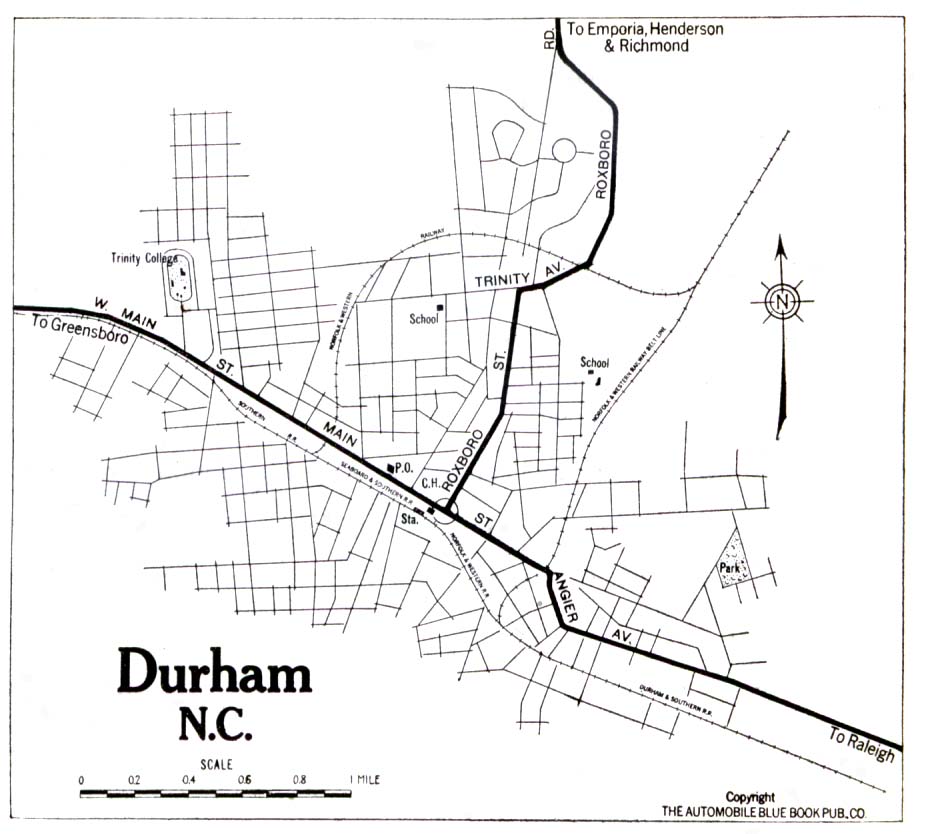 RD.
To Emporia, Henderson
& Richmond
ROXBORO
RAILWAY
Trinity College
TRINITY AV.
W. MAIN
To Greensboro
NORFOLK & WESTERN
School
N
ST.
School
ST.
NORFOLK & WESTERN RAILWAY BELT LINE
SOUTHERN
R.R.
MAIN
ROXBORO
P.O.
C.H.
SEABOARD & SOUTHERN R.R.
Sta.
ST
NORFOLK & WESTERN R.R.
Park
ANGIER
AV.
Durham
N.C.
DURHAM & SOUTHERN R.R.
To Raleigh
SCALE
0 0.2 0.4 0.6 0.8 1 MILE
Copyright
THE AUTOMOBILE BLUE BOOK PUB. CO.